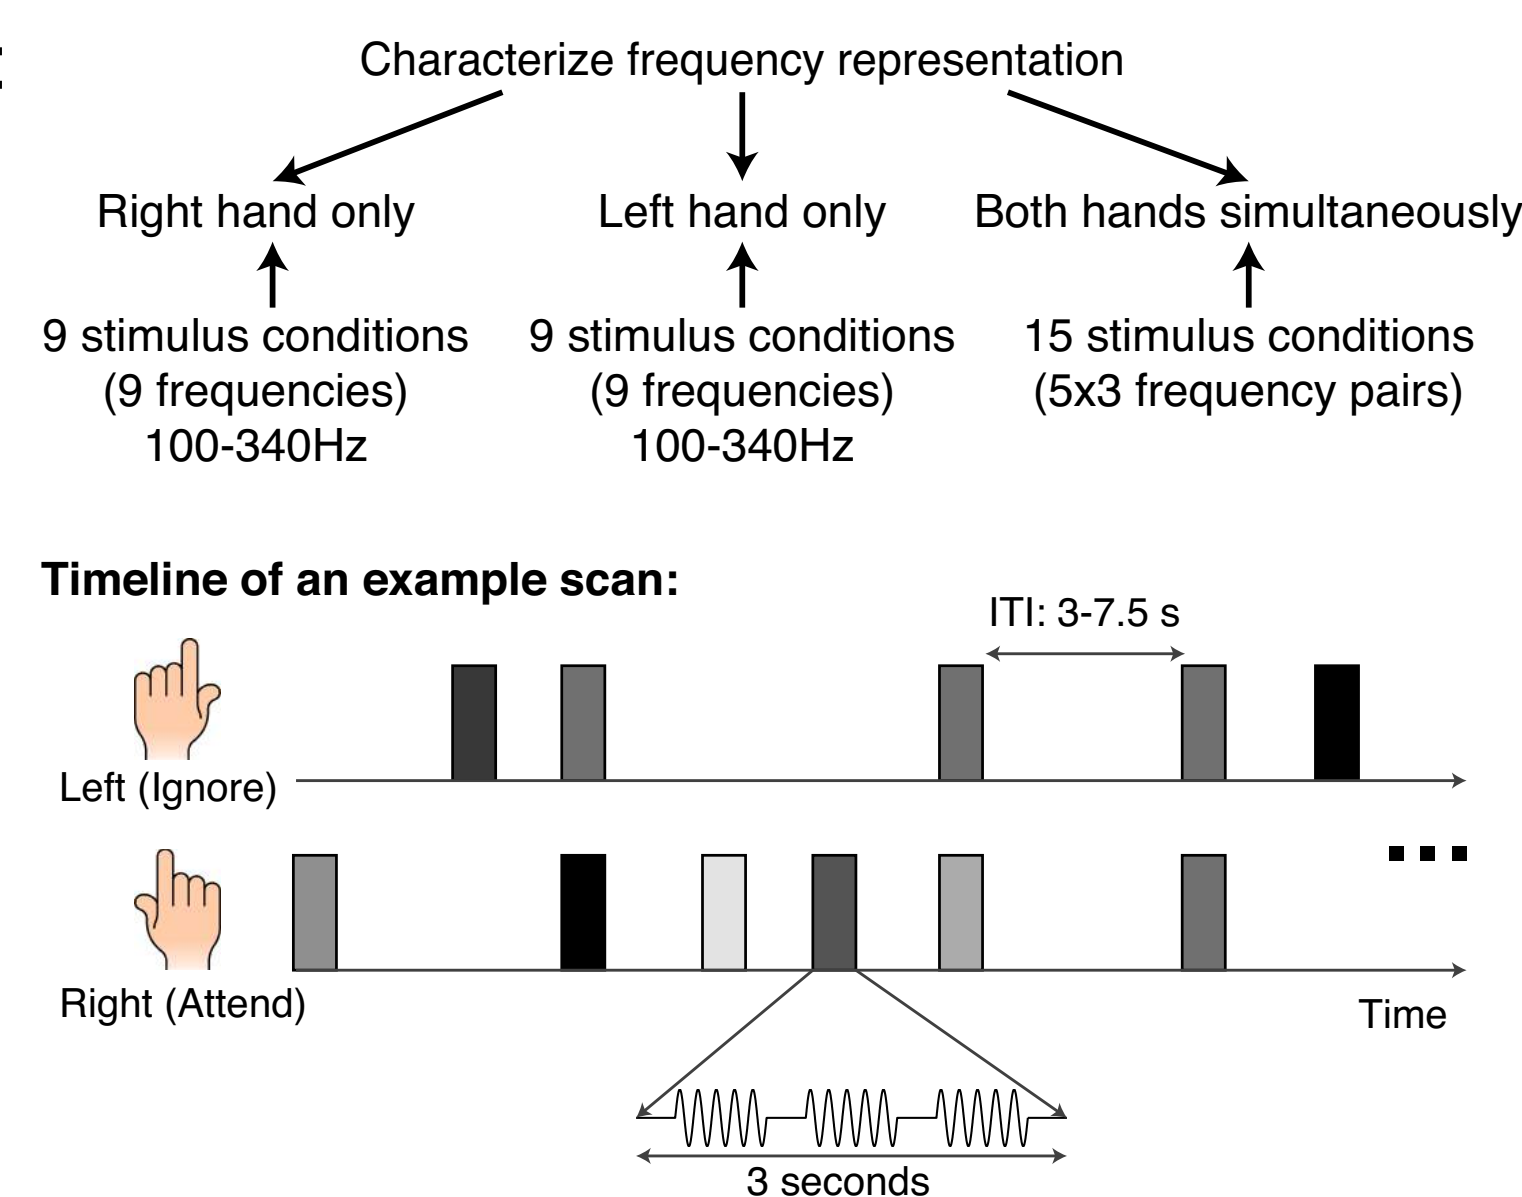 Characterize frequency representation
Right hand only
Left hand only
Both hands simultaneously
9 stimulus conditions
(9 frequencies)
100-340Hz
9 stimulus conditions
(9 frequencies)
100-340Hz
15 stimulus conditions
(5x3 frequency pairs)
Timeline of an example scan:
ITI: 3-7.5 s
Left (Ignore)
Right (Attend)
Time
3 seconds